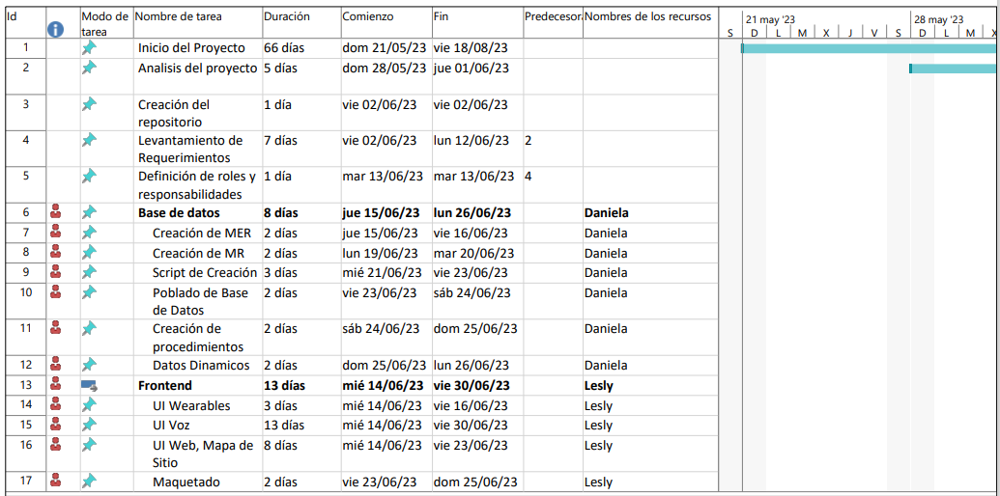 Id Modo de tarea Nombre de tarea Duración Comienzo Fin Predecesora Nombres de los recursos 21 may '23 28 may '23
S D L M X J V S D L M X
1 Inicio del Proyecto 66 días dom 21/05/23 vie 18/08/23
2 Analisis del proyecto 5 días dom 28/05/23 jue 01/06/23
3 Creación del repositorio 1 día vie 02/06/23 vie 02/06/23
4 Levantamiento de Requerimientos 7 días vie 02/06/23 lun 12/06/23 2
5 Definición de roles y responsabilidades 1 día mar 13/06/23 mar 13/06/23 4
6 Base de datos 8 días jue 15/06/23 lun 26/06/23 Daniela
7 Creación de MER 2 días jue 15/06/23 vie 16/06/23 Daniela
8 Creación de MR 2 días lun 19/06/23 mar 20/06/23 Daniela
9 Script de Creación 3 días mié 21/06/23 vie 23/06/23 Daniela
10 Poblado de Base de Datos 2 días vie 23/06/23 sáb 24/06/23 Daniela
11 Creación de procedimientos 2 días sáb 24/06/23 dom 25/06/23 Daniela
12 Datos Dinamicos 2 días dom 25/06/23 lun 26/06/23 Daniela
13 Frontend 13 días mié 14/06/23 vie 30/06/23 Lesly
14 UI Wearables 3 días mié 14/06/23 vie 16/06/23 Lesly
15 UI Voz 13 días mié 14/06/23 vie 30/06/23 Lesly
16 UI Web, Mapa de Sitio 8 días mié 14/06/23 vie 23/06/23 Lesly
17 Maquetado 2 días vie 23/06/23 dom 25/06/23 Lesly